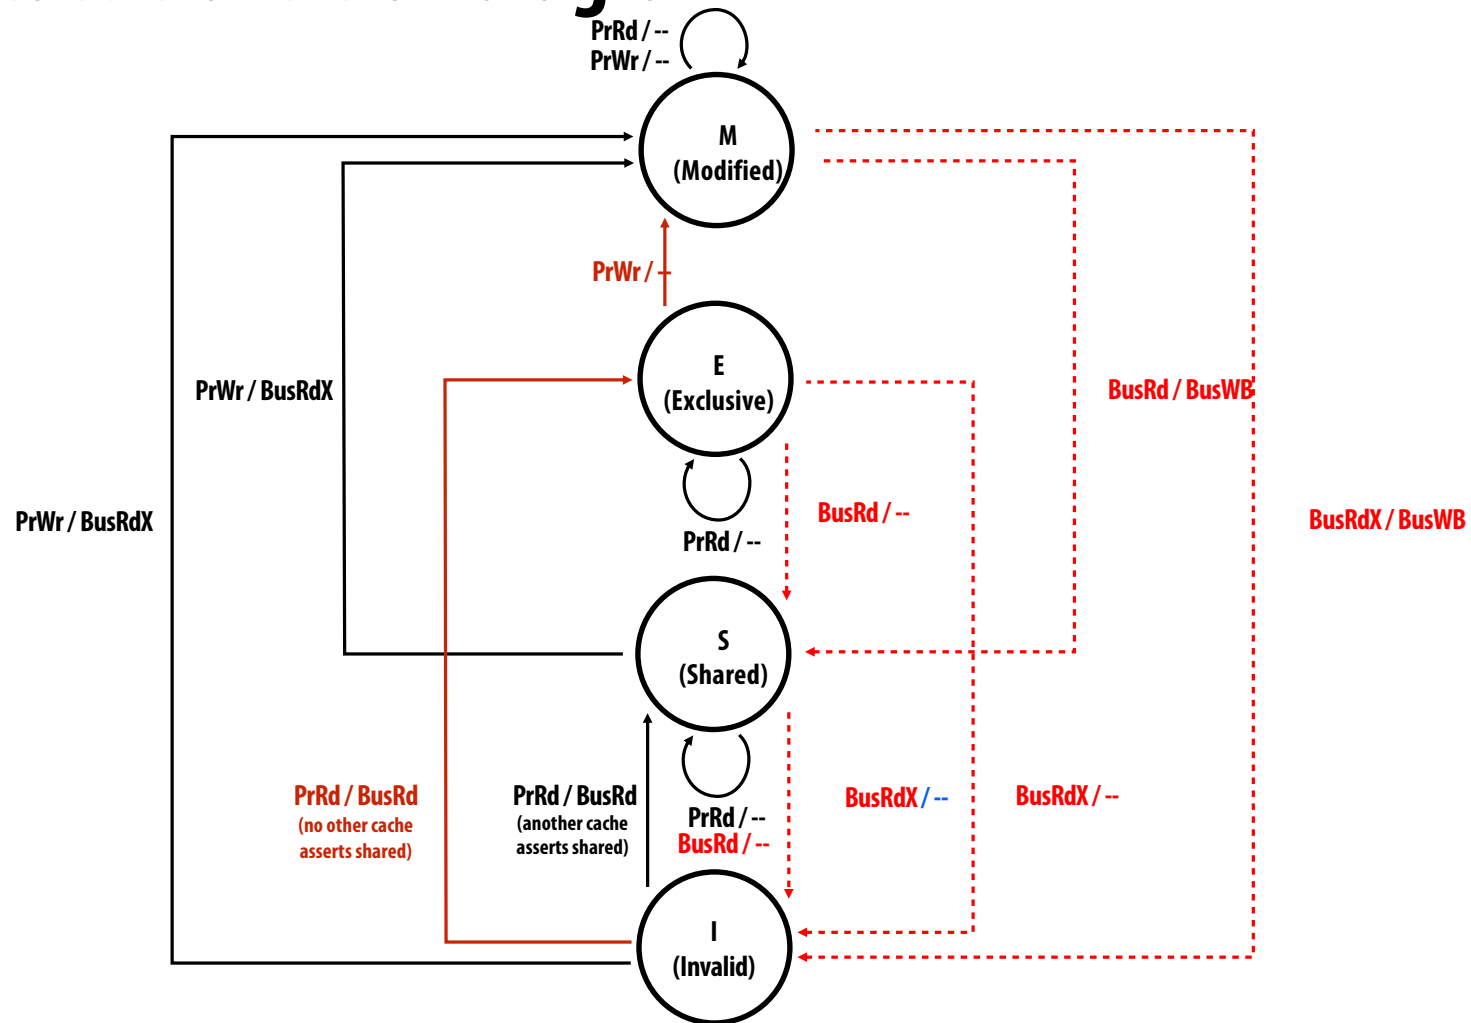 PrRd / --
PrWr / --
M
(Modified)
PrWr / --
E
(Exclusive)
PrWr / BusRdX
BusRd / BusWB
PrWr / BusRdX
BusRd / --
BusRdX / BusWB
PrRd / --
S
(Shared)
PrRd / BusRd
(no other cache
asserts shared)
PrRd / BusRd
(another cache
asserts shared)
PrRd / --
BusRd / --
BusRdX / --
BusRdX / --
I
(Invalid)